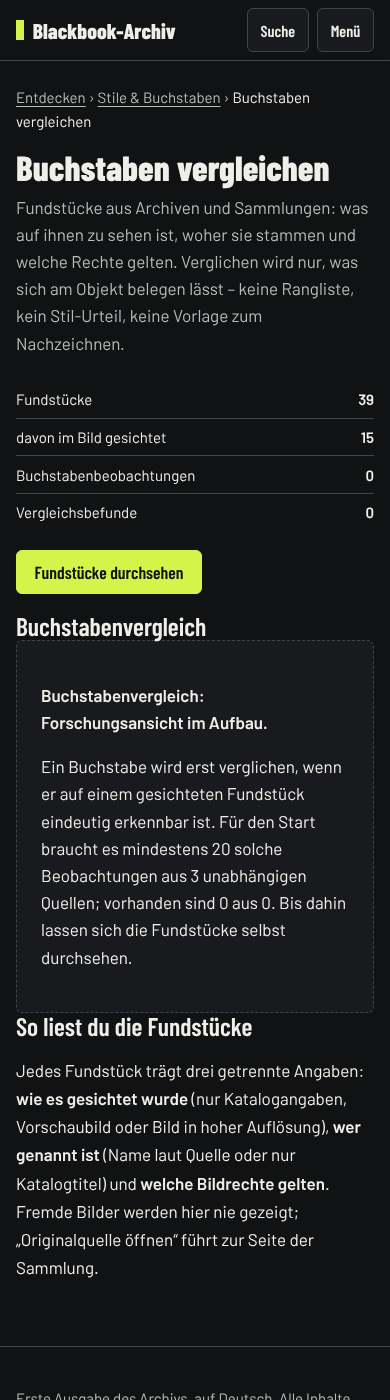 Blackbook-Archiv
Suche
Menü
Entdecken › Stile & Buchstaben › Buchstaben
vergleichen
Buchstaben vergleichen
Fundstücke aus Archiven und Sammlungen: was
auf ihnen zu sehen ist, woher sie stammen und
welche Rechte gelten. Verglichen wird nur, was
sich am Objekt belegen lässt – keine Rangliste,
kein Stil-Urteil, keine Vorlage zum
Nachzeichnen.
Fundstücke 39
davon im Bild gesichtet 15
Buchstabenbeobachtungen 0
Vergleichsbefunde 0
Fundstücke durchsehen
Buchstabenvergleich
Buchstabenvergleich:
Forschungsansicht im Aufbau.
Ein Buchstabe wird erst verglichen, wenn
er auf einem gesichteten Fundstück
eindeutig erkennbar ist. Für den Start
braucht es mindestens 20 solche
Beobachtungen aus 3 unabhängigen
Quellen; vorhanden sind 0 aus 0. Bis dahin
lassen sich die Fundstücke selbst
durchsehen.
So liest du die Fundstücke
Jedes Fundstück trägt drei getrennte Angaben:
wie es gesichtet wurde (nur Katalogangaben,
Vorschaubild oder Bild in hoher Auflösung), wer
genannt ist (Name laut Quelle oder nur
Katalogtitel) und welche Bildrechte gelten.
Fremde Bilder werden hier nie gezeigt;
„Originalquelle öffnen“ führt zur Seite der
Sammlung.
Erste Ausgabe des Archivs, auf Deutsch. Alle Inhalte